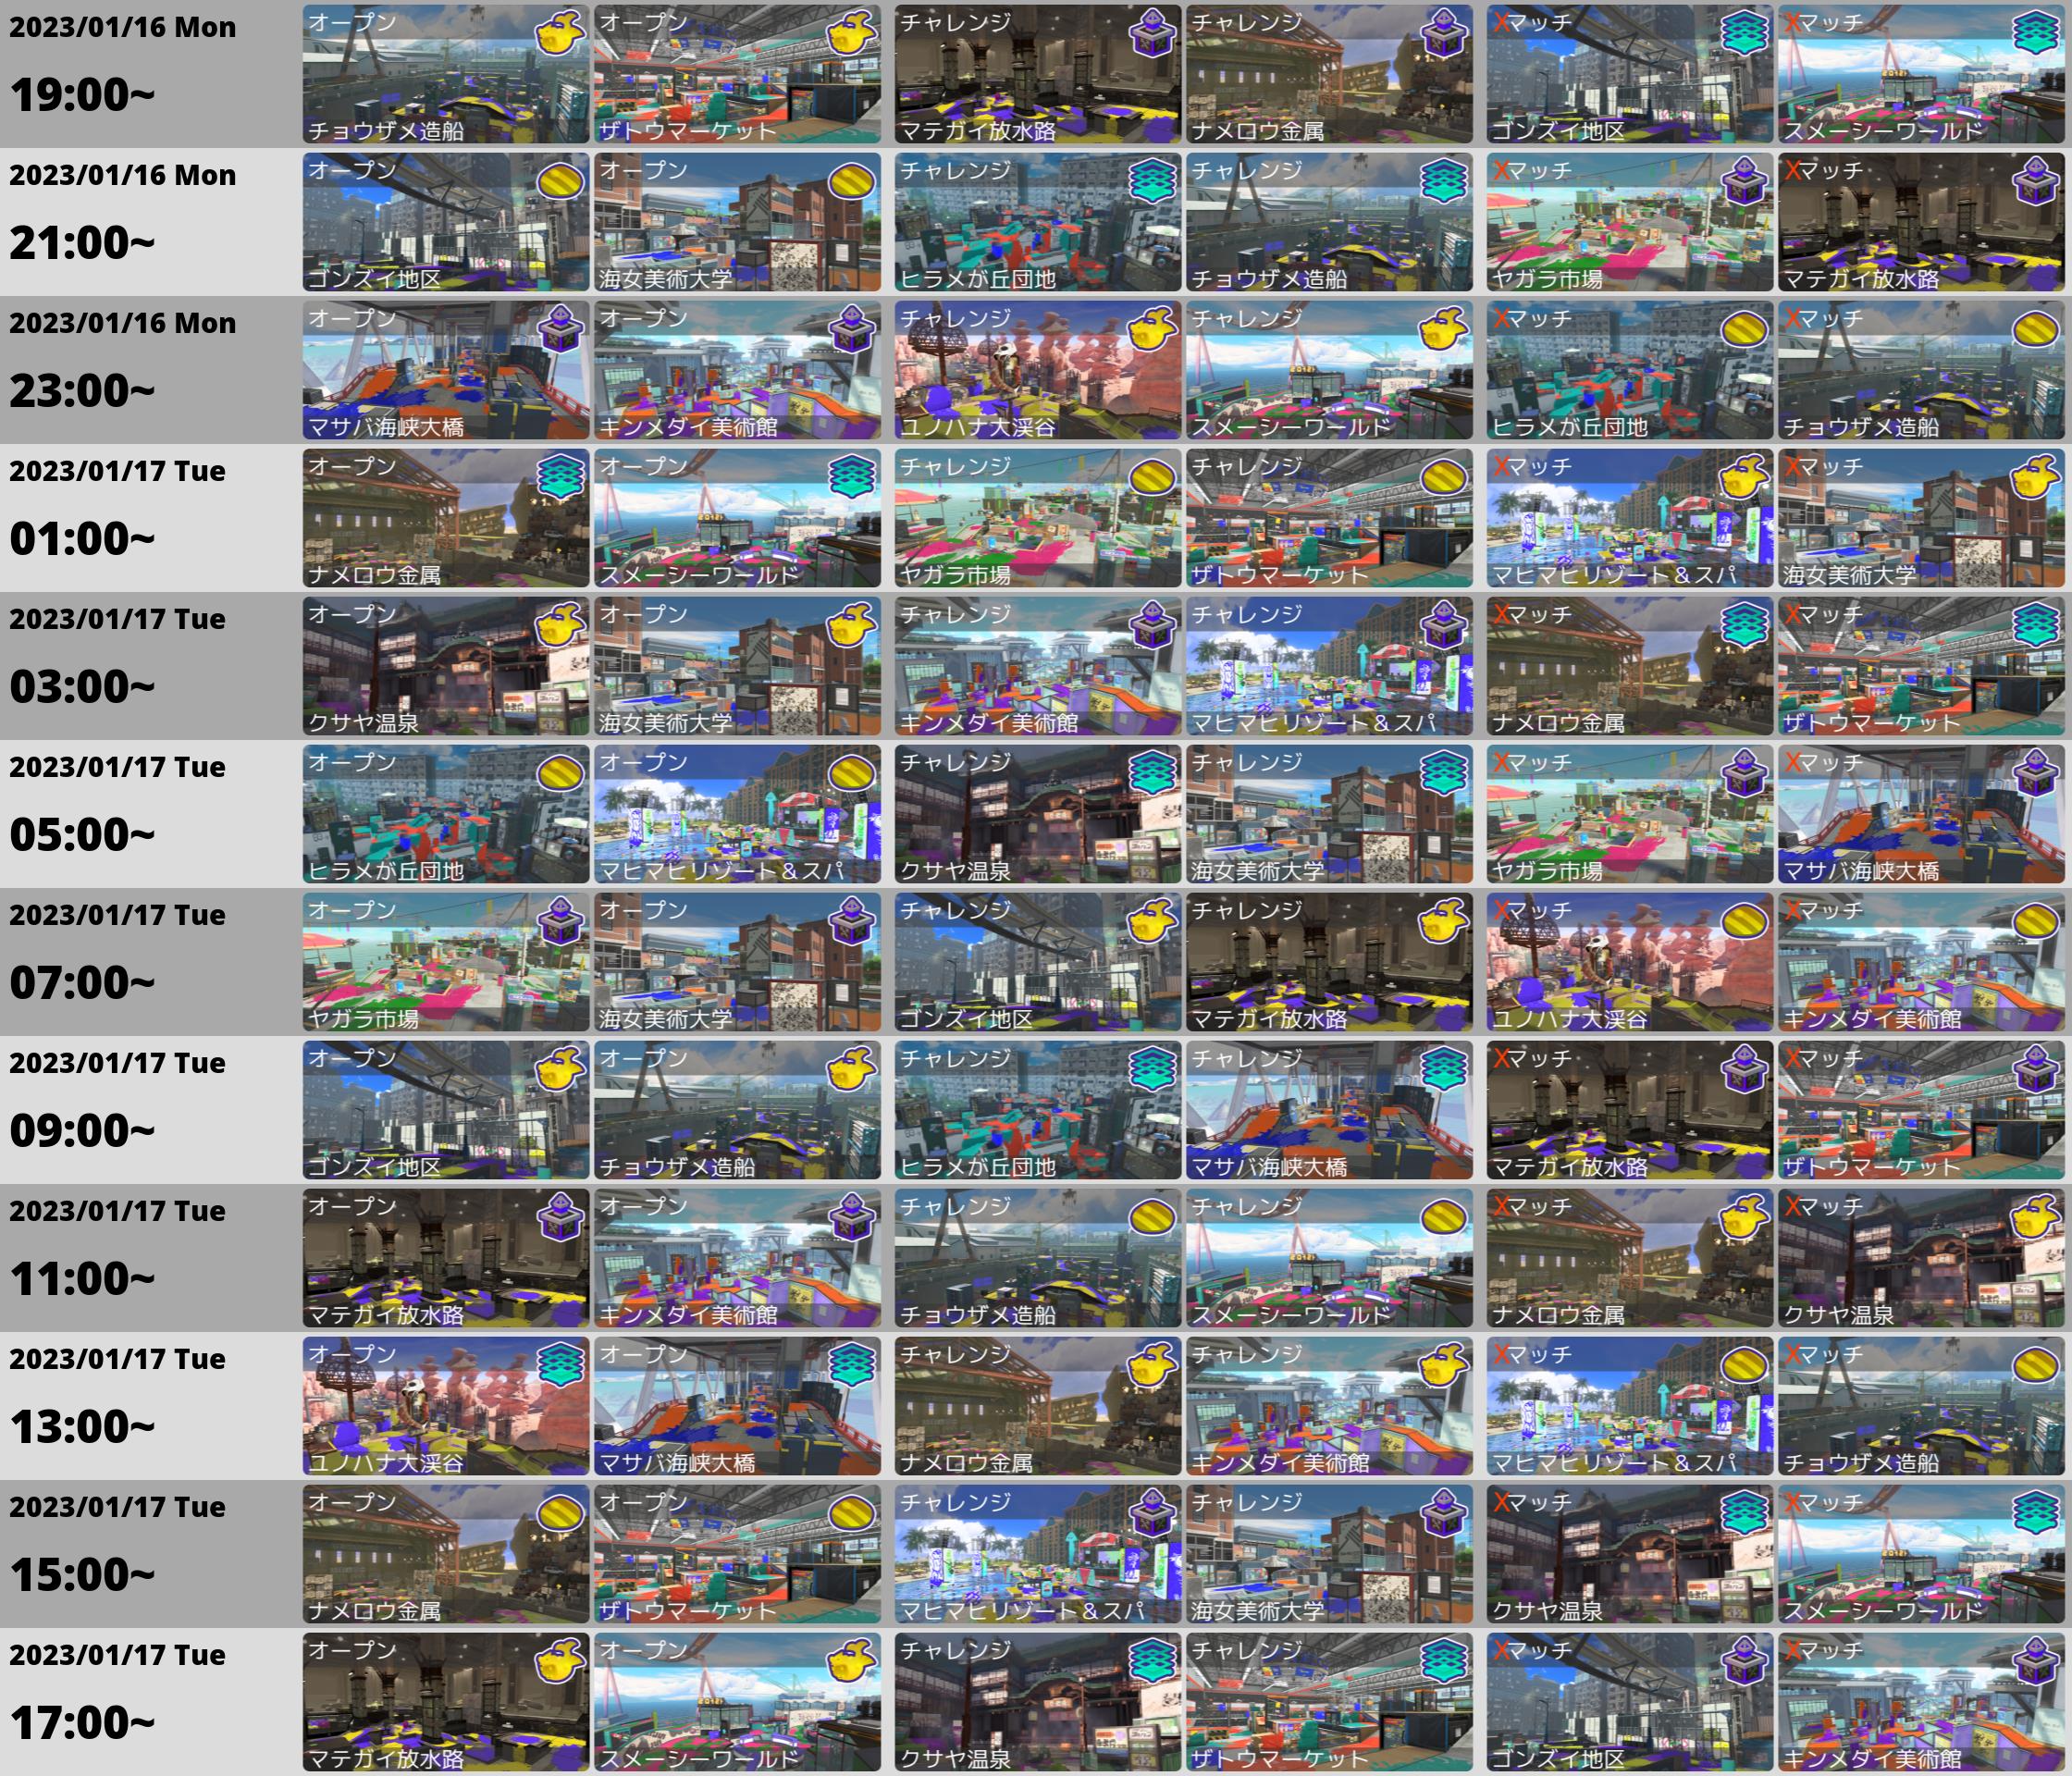 2023/01/16 Mon
19:00~
オープン オープン チャレンジ チャレンジ Xマッチ Xマッチ
チョウザメ造船 ザトウマーケット マテガイ放水路 ナメロウ金属 ゴンズイ地区 スメーシーワールド
2023/01/16 Mon
21:00~
オープン オープン チャレンジ チャレンジ Xマッチ Xマッチ
ゴンズイ地区 海女美術大学 ヒラメが丘団地 チョウザメ造船 ヤガラ市場 マテガイ放水路
2023/01/16 Mon
23:00~
オープン オープン チャレンジ チャレンジ Xマッチ Xマッチ
マサバ海峡大橋 キンメダイ美術館 ユノハナ大渓谷 スメーシーワールド ヒラメが丘団地 チョウザメ造船
2023/01/17 Tue
01:00~
オープン オープン チャレンジ チャレンジ Xマッチ Xマッチ
ナメロウ金属 スメーシーワールド ヤガラ市場 ザトウマーケット マヒマヒリゾート&スパ 海女美術大学
2023/01/17 Tue
03:00~
オープン オープン チャレンジ チャレンジ Xマッチ Xマッチ
クサヤ温泉 海女美術大学 キンメダイ美術館 マヒマヒリゾート&スパ ナメロウ金属 ザトウマーケット
2023/01/17 Tue
05:00~
オープン オープン チャレンジ チャレンジ Xマッチ Xマッチ
ヒラメが丘団地 マヒマヒリゾート&スパ クサヤ温泉 海女美術大学 ヤガラ市場 マサバ海峡大橋
2023/01/17 Tue
07:00~
オープン オープン チャレンジ チャレンジ Xマッチ Xマッチ
ヤガラ市場 海女美術大学 ゴンズイ地区 マテガイ放水路 ユノハナ大渓谷 キンメダイ美術館
2023/01/17 Tue
09:00~
オープン オープン チャレンジ チャレンジ Xマッチ Xマッチ
ゴンズイ地区 チョウザメ造船 ヒラメが丘団地 マサバ海峡大橋 マテガイ放水路 ザトウマーケット
2023/01/17 Tue
11:00~
オープン オープン チャレンジ チャレンジ Xマッチ Xマッチ
マテガイ放水路 キンメダイ美術館 チョウザメ造船 スメーシーワールド ナメロウ金属 クサヤ温泉
2023/01/17 Tue
13:00~
オープン オープン チャレンジ チャレンジ Xマッチ Xマッチ
ユノハナ大渓谷 マサバ海峡大橋 ナメロウ金属 キンメダイ美術館 マヒマヒリゾート&スパ チョウザメ造船
2023/01/17 Tue
15:00~
オープン オープン チャレンジ チャレンジ Xマッチ Xマッチ
ナメロウ金属 ザトウマーケット マヒマヒリゾート&スパ 海女美術大学 クサヤ温泉 スメーシーワールド
2023/01/17 Tue
17:00~
オープン オープン チャレンジ チャレンジ Xマッチ Xマッチ
マテガイ放水路 スメーシーワールド クサヤ温泉 ザトウマーケット ゴンズイ地区 キンメダイ美術館